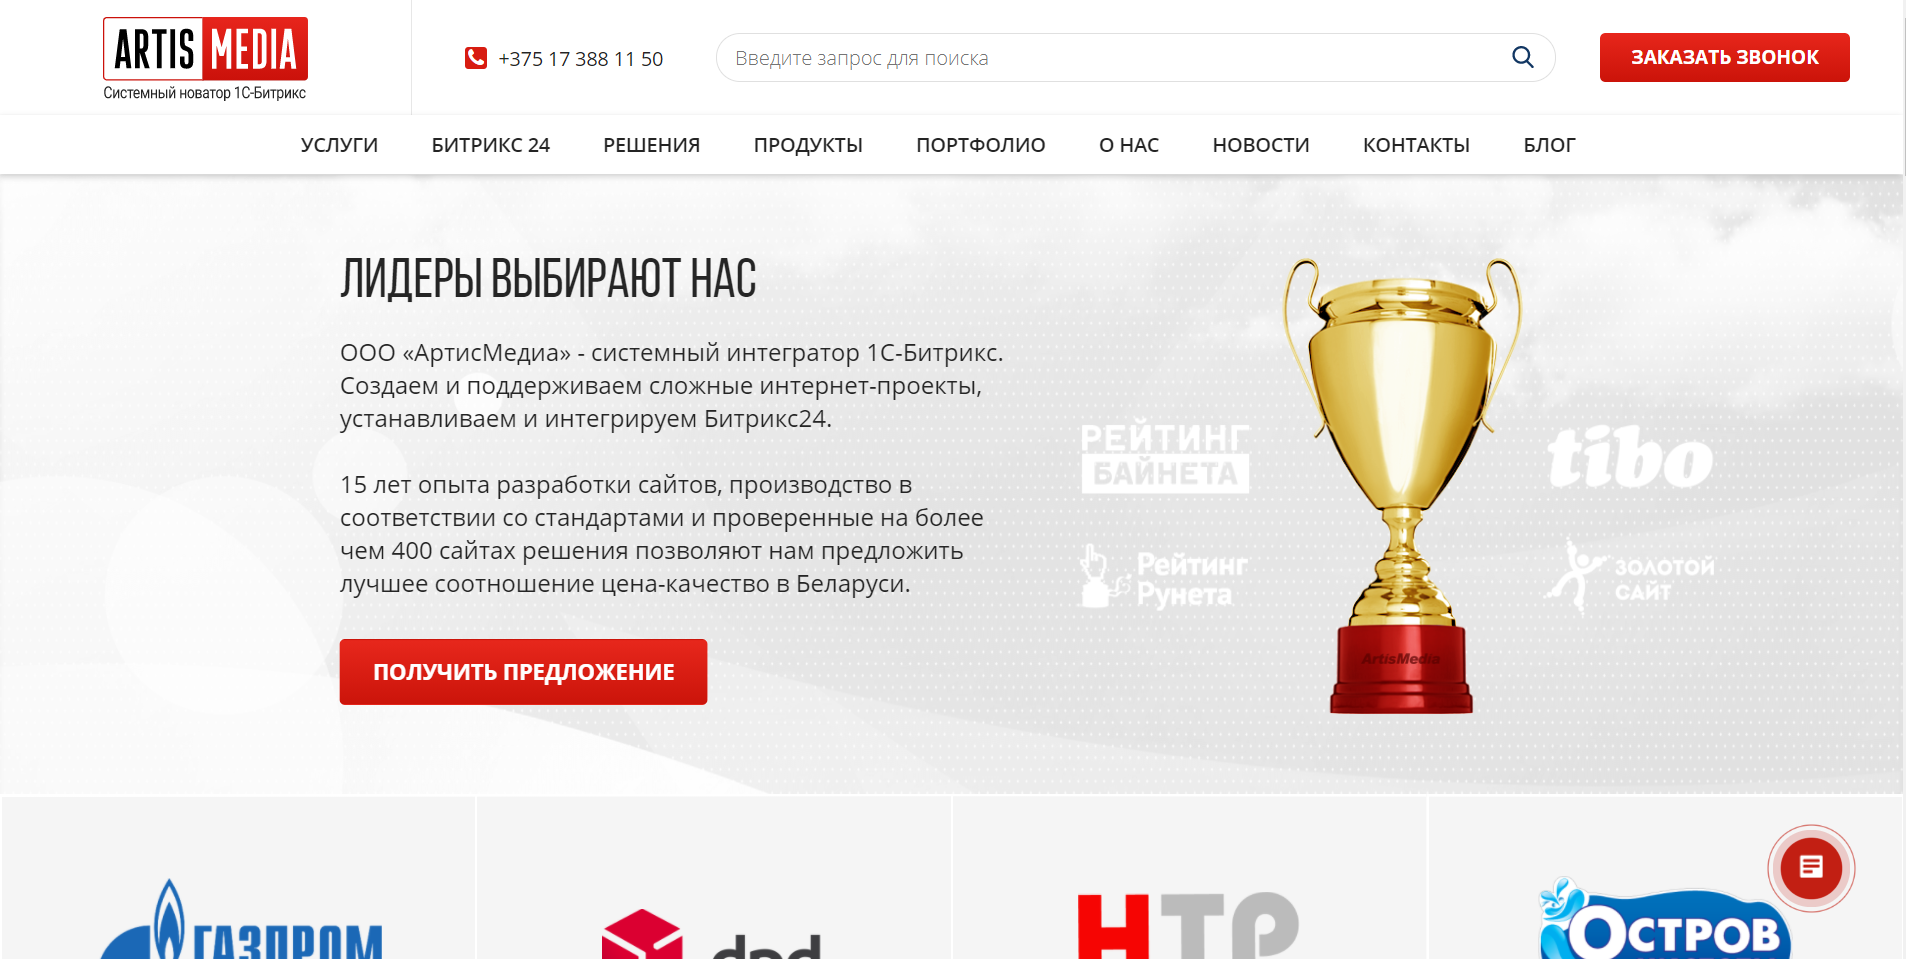 ARTIS MEDIA
Системный новатор 1С-Битрикс
+375 17 388 11 50
Введите запрос для поиска
ЗАКАЗАТЬ ЗВОНОК
УСЛУГИ
БИТРИКС 24
РЕШЕНИЯ
ПРОДУКТЫ
ПОРТФОЛИО
О НАС
НОВОСТИ
КОНТАКТЫ
БЛОГ
ЛИДЕРЫ ВЫБИРАЮТ НАС
ООО «АртисМедиа» - системный интегратор 1С-Битрикс.
Создаем и поддерживаем сложные интернет-проекты,
устанавливаем и интегрируем Битрикс24.
15 лет опыта разработки сайтов, производство в
соответствии со стандартами и проверенные на более
чем 400 сайтах решения позволяют нам предложить
лучшее соотношение цена-качество в Беларуси.
ПОЛУЧИТЬ ПРЕДЛОЖЕНИЕ
РЕЙТИНГ
БАЙНЕТА
Рейтинг
Рунета
ArtisMedia
tibo
ЗОЛОТОЙ
САЙТ
ГАЗПРОМ
dpd
НТР
ОСТРОВ